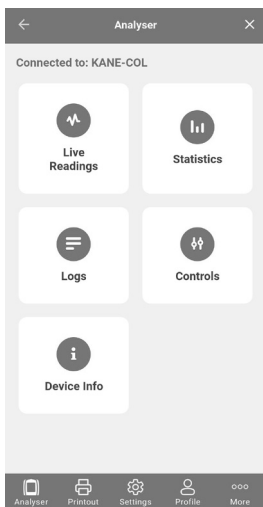 Analyser
Connected to: KANE-COL
Live
Readings
Statistics
Logs
Controls
Device Info
Analyser Printout Settings Profile More